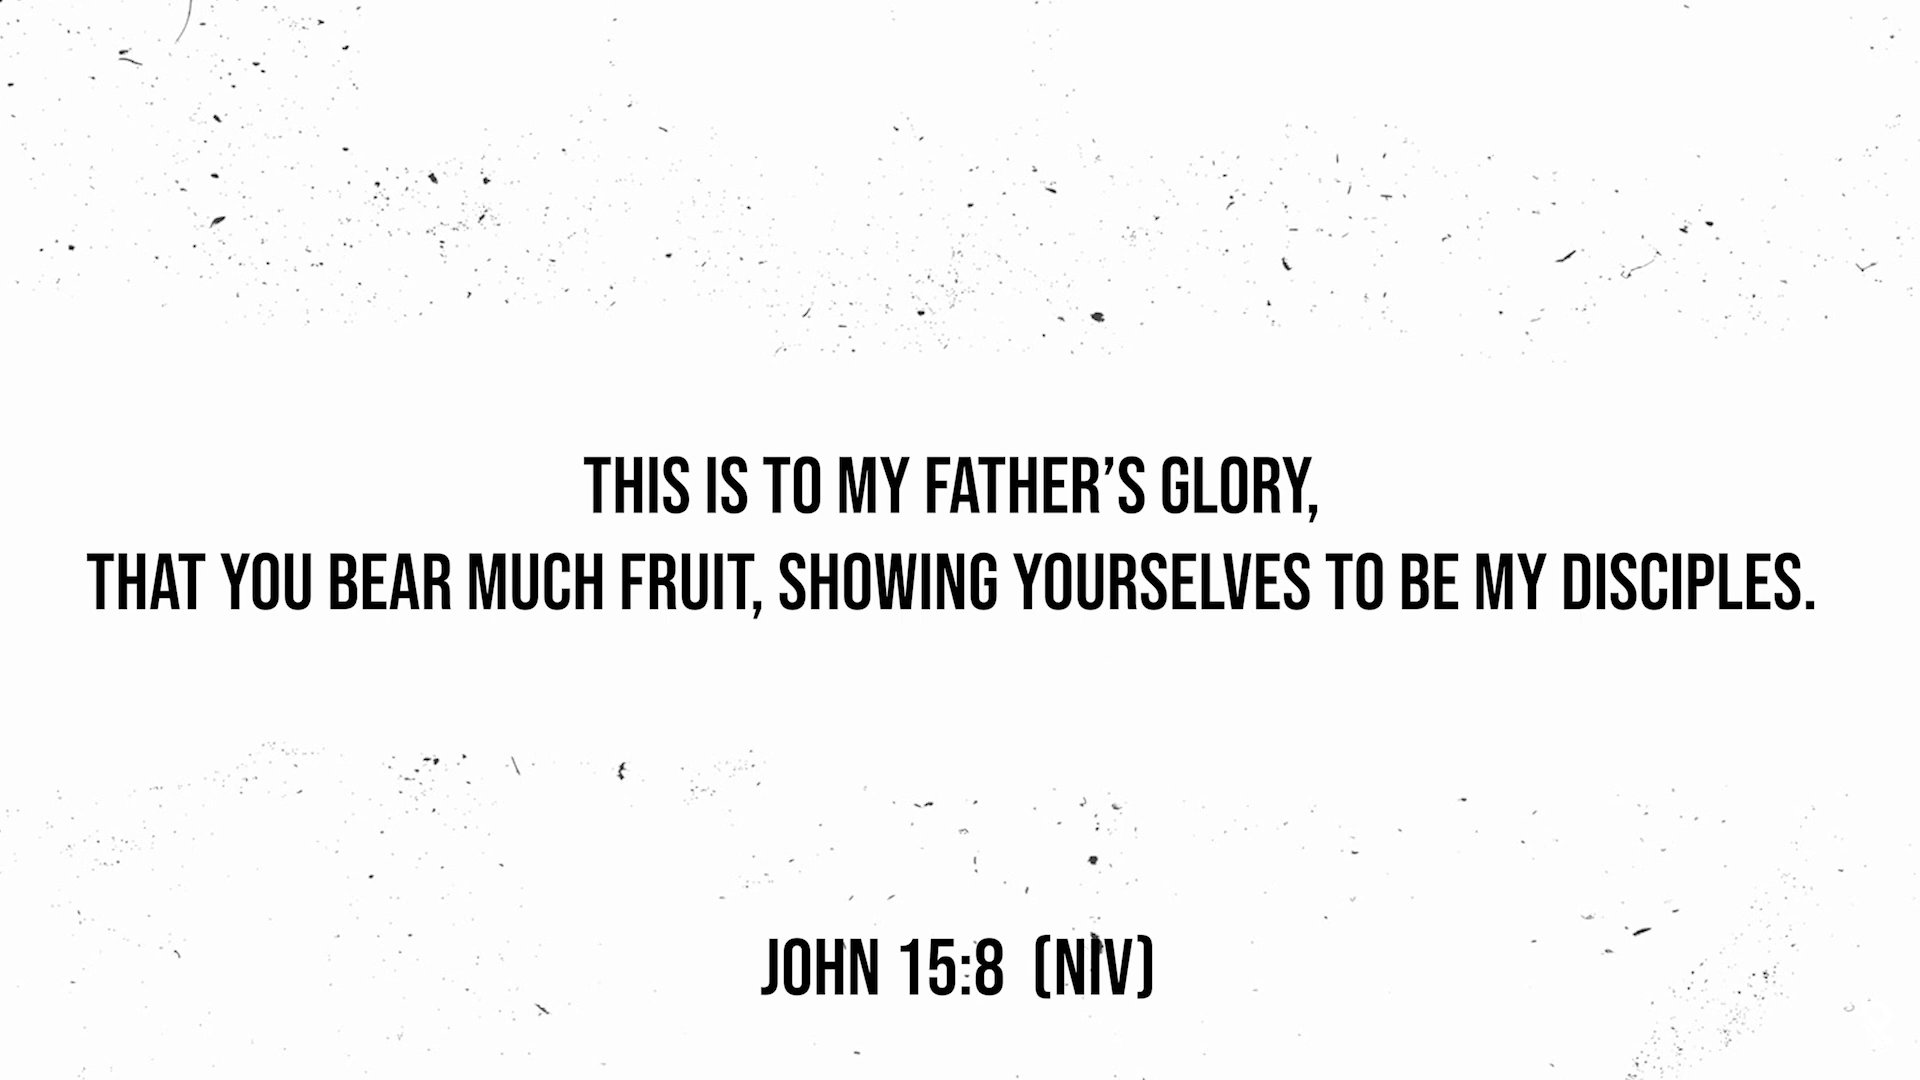 THIS IS TO MY FATHER’S GLORY,
THAT YOU BEAR MUCH FRUIT, SHOWING YOURSELVES TO BE MY DISCIPLES.
JOHN 15:8 (NIV)